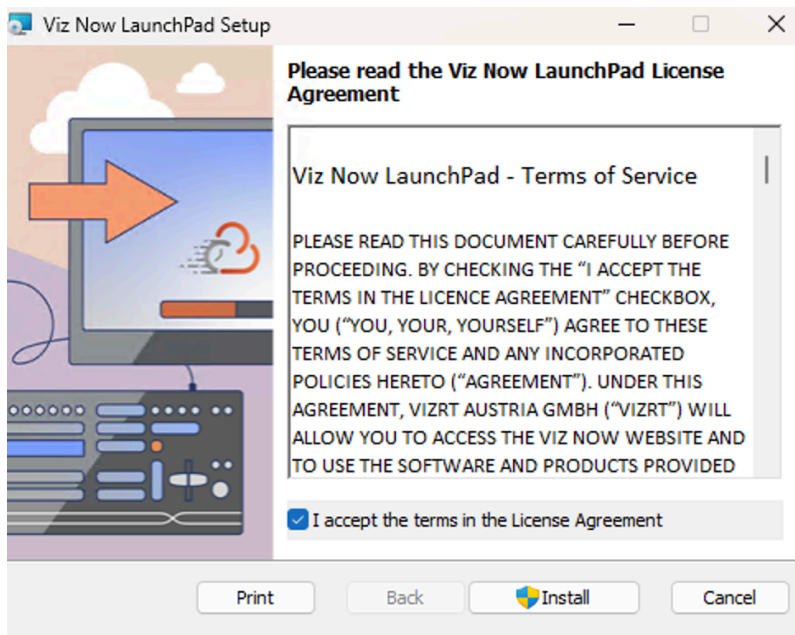 Viz Now LaunchPad Setup
Please read the Viz Now LaunchPad License
Agreement
Viz Now LaunchPad - Terms of Service
PLEASE READ THIS DOCUMENT CAREFULLY BEFORE
PROCEEDING. BY CHECKING THE “I ACCEPT THE
TERMS IN THE LICENCE AGREEMENT” CHECKBOX,
YOU (“YOU, YOUR, YOURSELF”) AGREE TO THESE
TERMS OF SERVICE AND ANY INCORPORATED
POLICIES HERETO (“AGREEMENT”). UNDER THIS
AGREEMENT, VIZRT AUSTRIA GMBH (“VIZRT”) WILL
ALLOW YOU TO ACCESS THE VIZ NOW WEBSITE AND
TO USE THE SOFTWARE AND PRODUCTS PROVIDED
I accept the terms in the License Agreement
Print
Back
Install
Cancel